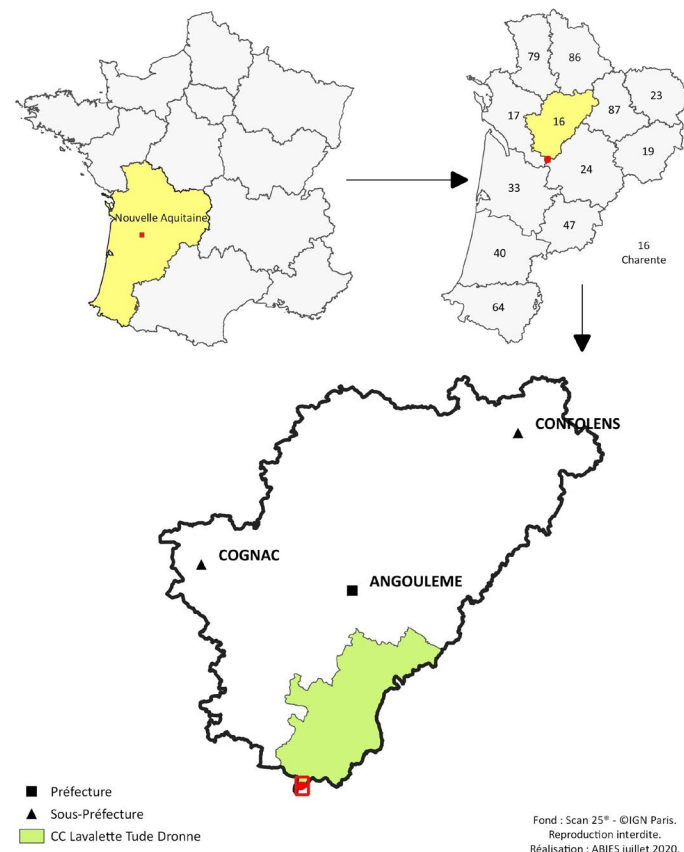 Nouvelle Aquitaine
79
86
17
16
87
23
19
24
33
47
40
64
16
Charente
CONFOLENS
COGNAC
ANGOULEME
Préfecture
Sous-Préfecture
CC Lavalette Tude Dronne
Fond : Scan 25® - ©IGN Paris.
Reproduction interdite.
Réalisation : ABIES juillet 2020.